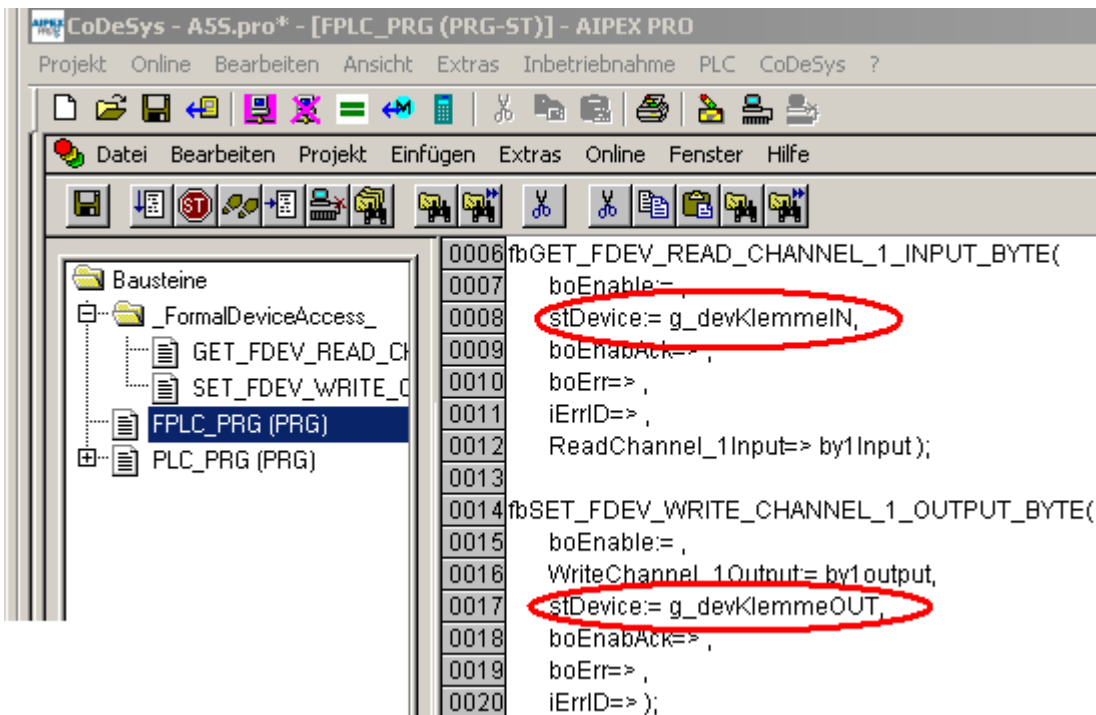 CoDeSys - A5S.pro* - [FPLC_PRG (PRG-ST)] - AIPEX PRO
Projekt Online Bearbeiten Ansicht Extras Inbetriebnahme PLC CoDeSys ?
Datei Bearbeiten Projekt Einfügen Extras Online Fenster Hilfe
ST
Bausteine
_FormalDeviceAccess_
GET_FDEV_READ_CH
SET_FDEV_WRITE_C
FPLC_PRG (PRG)
PLC_PRG (PRG)
0006 fbGET_FDEV_READ_CHANNEL_1_INPUT_BYTE(
0007 boEnable:= ,
0008 stDevice:= g_devKlemmeIN,
0009 boEnabAck=> ,
0010 boErr=> ,
0011 iErrID=> ,
0012 ReadChannel_1Input=> by1Input );
0013
0014 fbSET_FDEV_WRITE_CHANNEL_1_OUTPUT_BYTE(
0015 boEnable:= ,
0016 WriteChannel_1Output:= by1output,
0017 stDevice:= g_devKlemmeOUT,
0018 boEnabAck=> ,
0019 boErr=> ,
0020 iErrID=> );